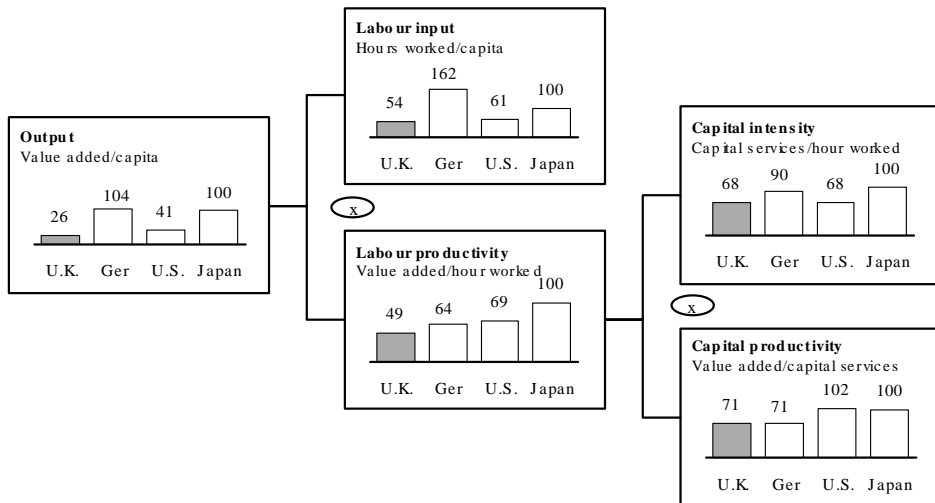 Labour input
Hours worked/capita
162
100
54
61
U.K. Ger U.S. Japan
Output
Value added/capita
104
100
26
41
U.K. Ger U.S. Japan
x
Labour productivity
Value added/hour worked
100
49
64
69
U.K. Ger U.S. Japan
Capital intensity
Capital services/hour worked
68
90
68
100
U.K. Ger U.S. Japan
x
Capital productivity
Value added/capital services
71
71
102
100
U.K. Ger U.S. Japan